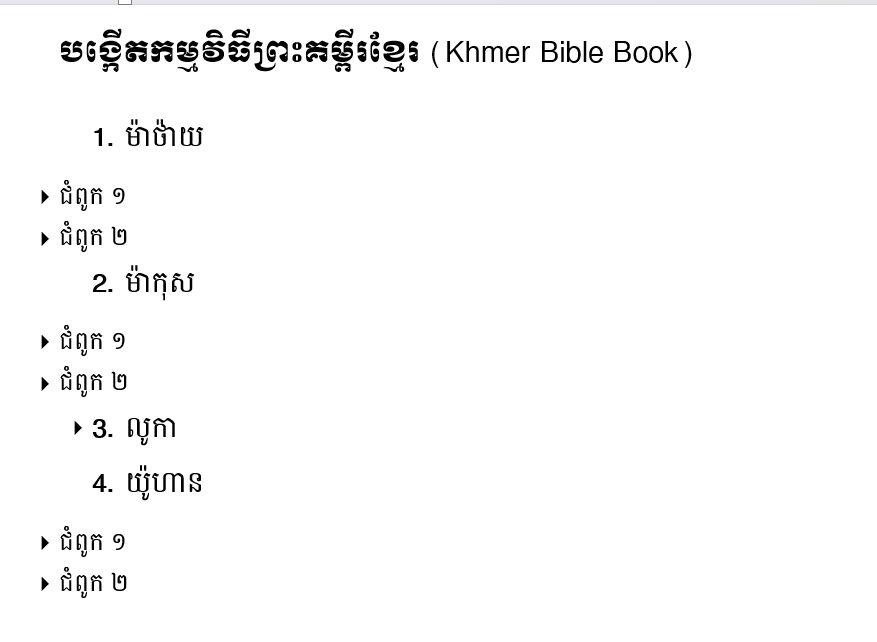 បង្កើតកម្មវិធីព្រះគម្ពីរខ្មែរ (Khmer Bible Book)
1. ម៉ាថ៉ាយ
ជំពូក ១
ជំពូក ២
2. ម៉ាកុស
ជំពូក ១
ជំពូក ២
3. លូកា
4. យ៉ូហាន
ជំពូក ១
ជំពូក ២